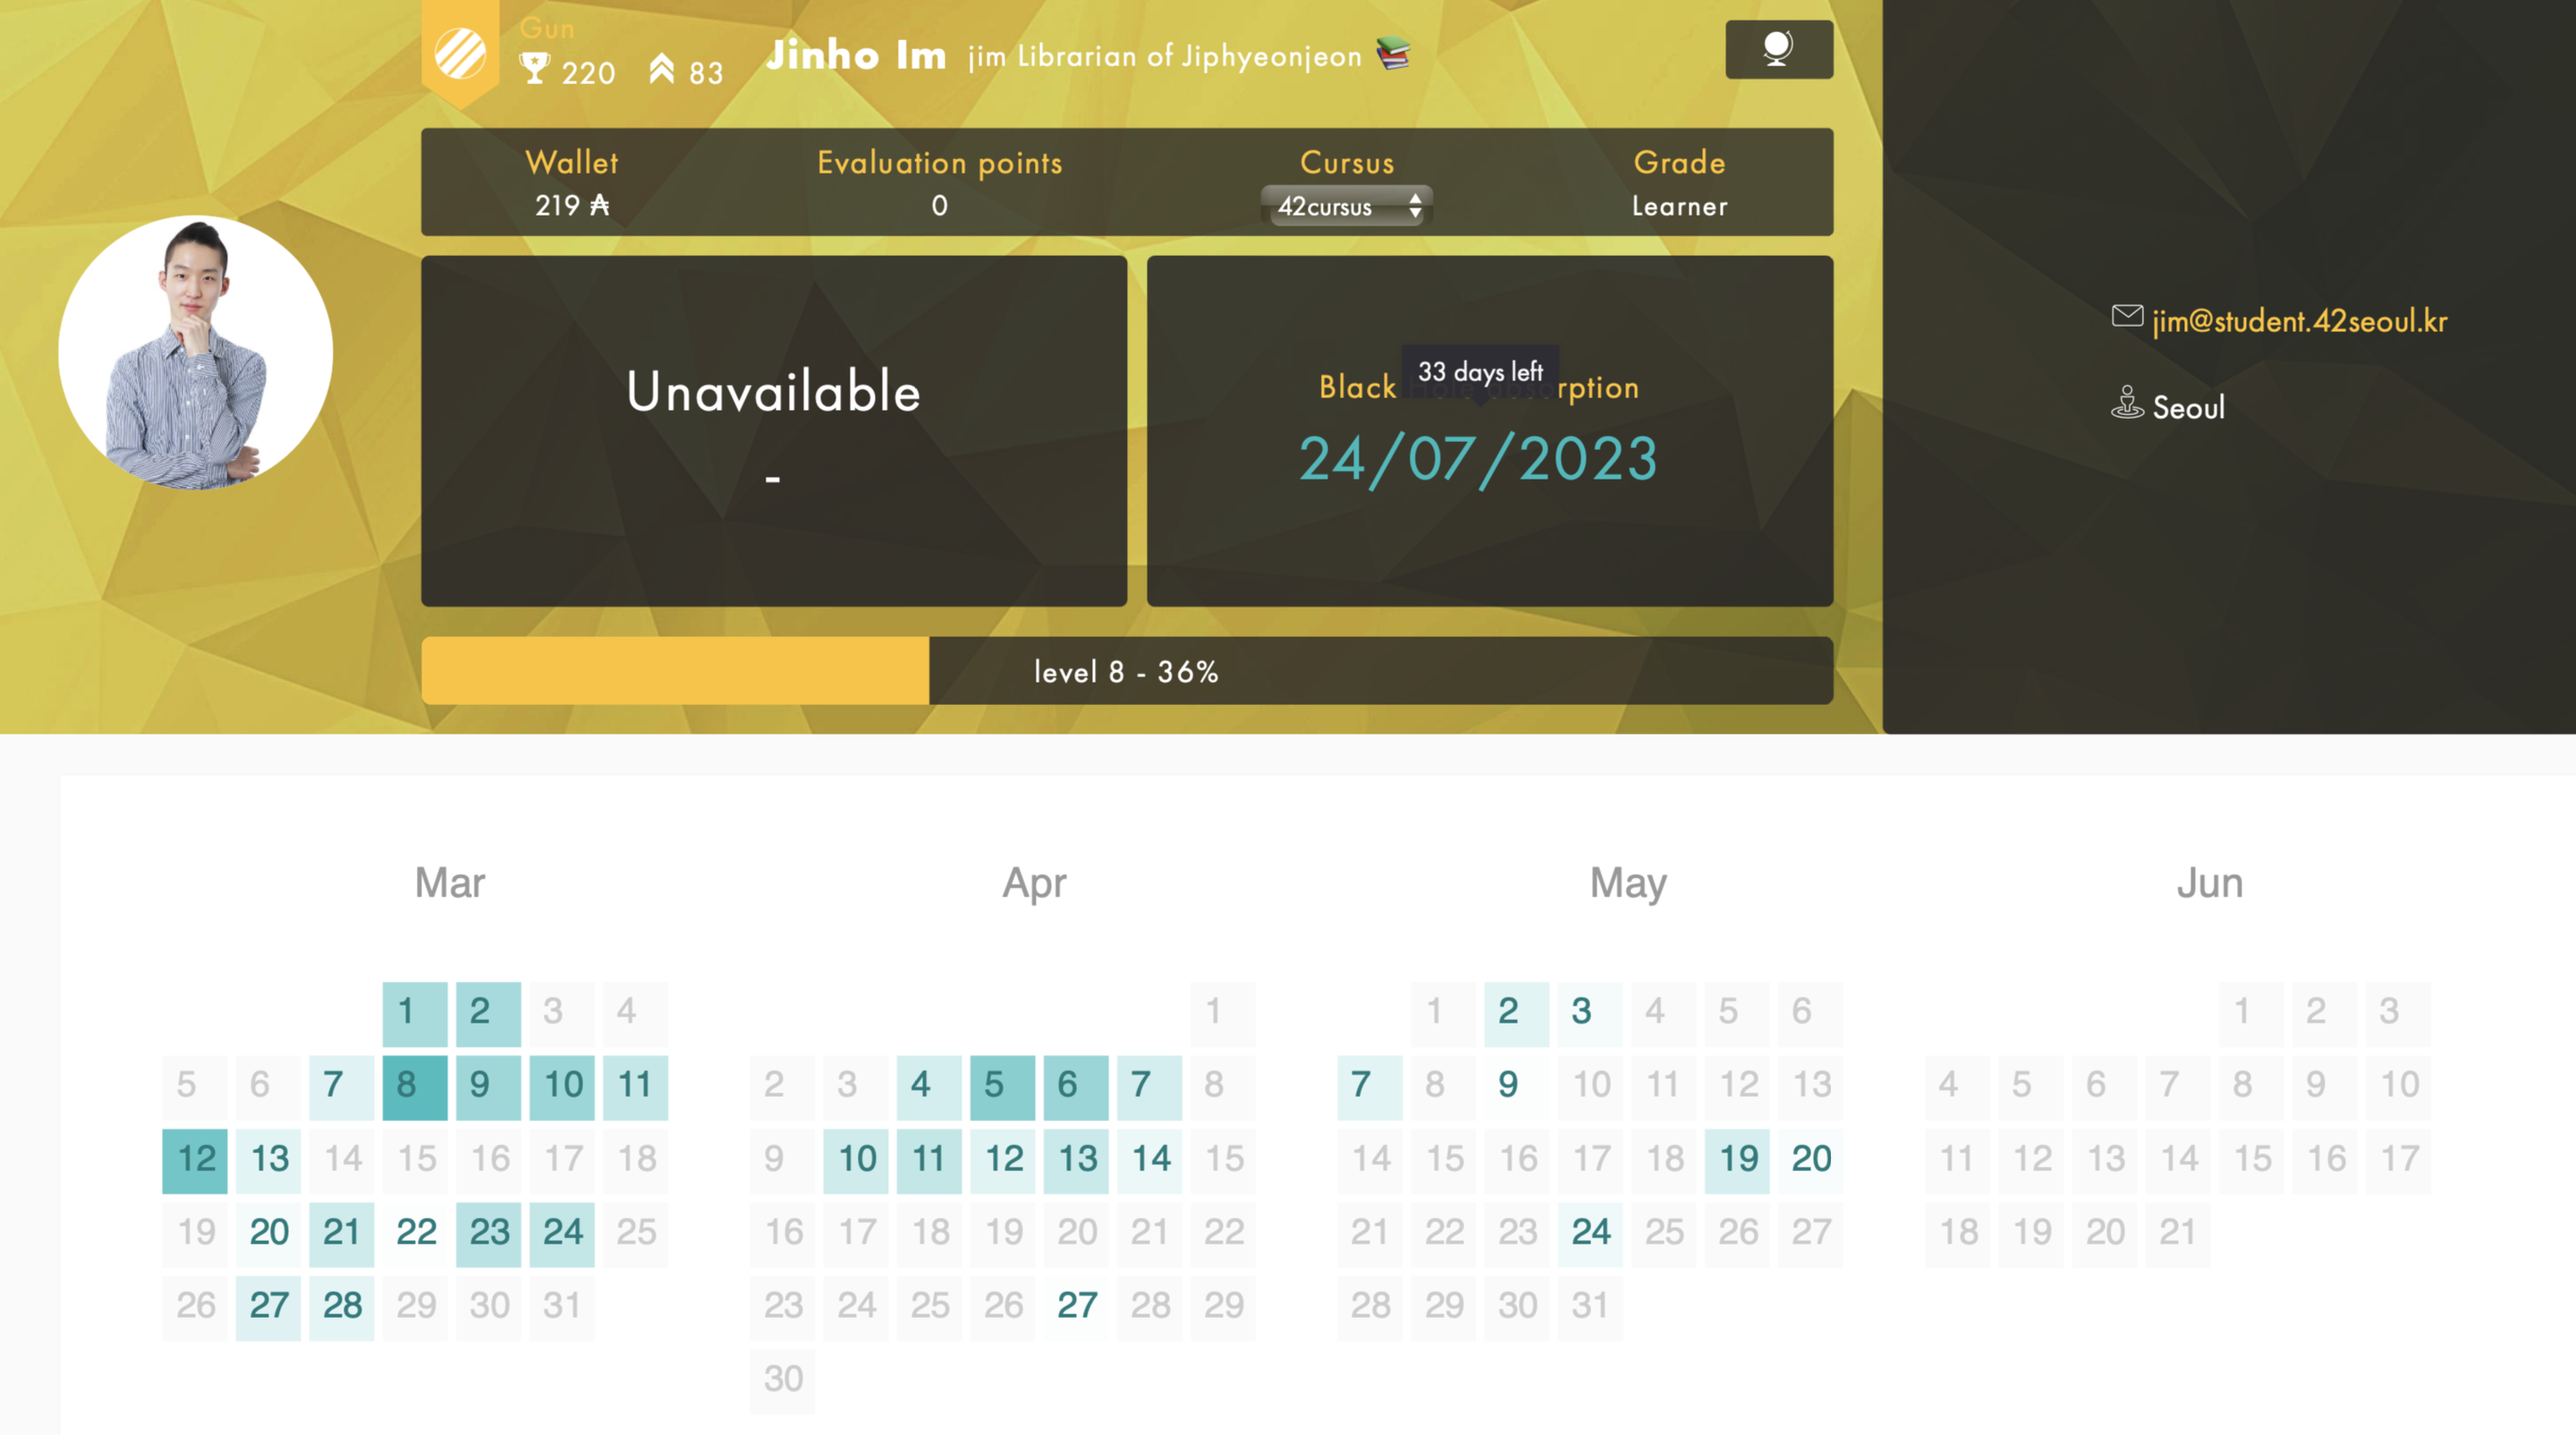 Gun
220 83 Jinho Im jim Librarian of Jiphyeonjeon
Wallet Evaluation points Cursus Grade
219 ₳ 0 42cursus Learner
Unavailable
-
33 days left
Black rption
24/07/2023
jim@student.42seoul.kr
Seoul
level 8 - 36%
Mar
1 2 3 4
5 6 7 8 9 10 11
12 13 14 15 16 17 18
19 20 21 22 23 24 25
26 27 28 29 30 31
Apr
1
2 3 4 5 6 7 8
9 10 11 12 13 14 15
16 17 18 19 20 21 22
23 24 25 26 27 28 29
30
May
1 2 3 4 5 6
7 8 9 10 11 12 13
14 15 16 17 18 19 20
21 22 23 24 25 26 27
28 29 30 31
Jun
1 2 3
4 5 6 7 8 9 10
11 12 13 14 15 16 17
18 19 20 21